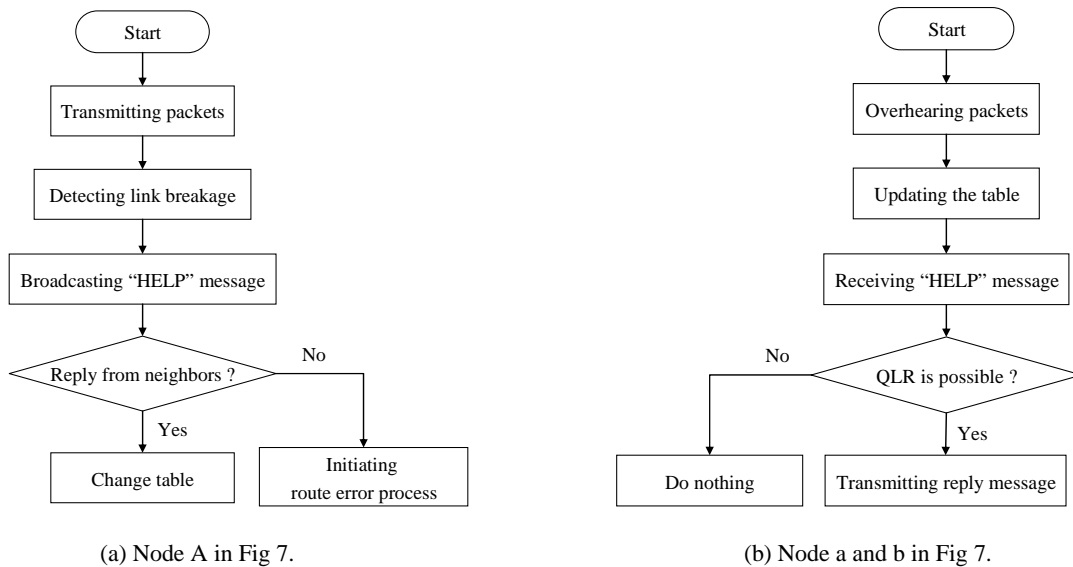 Start
Transmitting packets
Detecting link breakage
Broadcasting “HELP” message
Reply from neighbors ?
No
Yes
Change table
Initiating
route error process
(a) Node A in Fig 7.
Start
Overhearing packets
Updating the table
Receiving “HELP” message
QLR is possible ?
No
Yes
Do nothing
Transmitting reply message
(b) Node a and b in Fig 7.